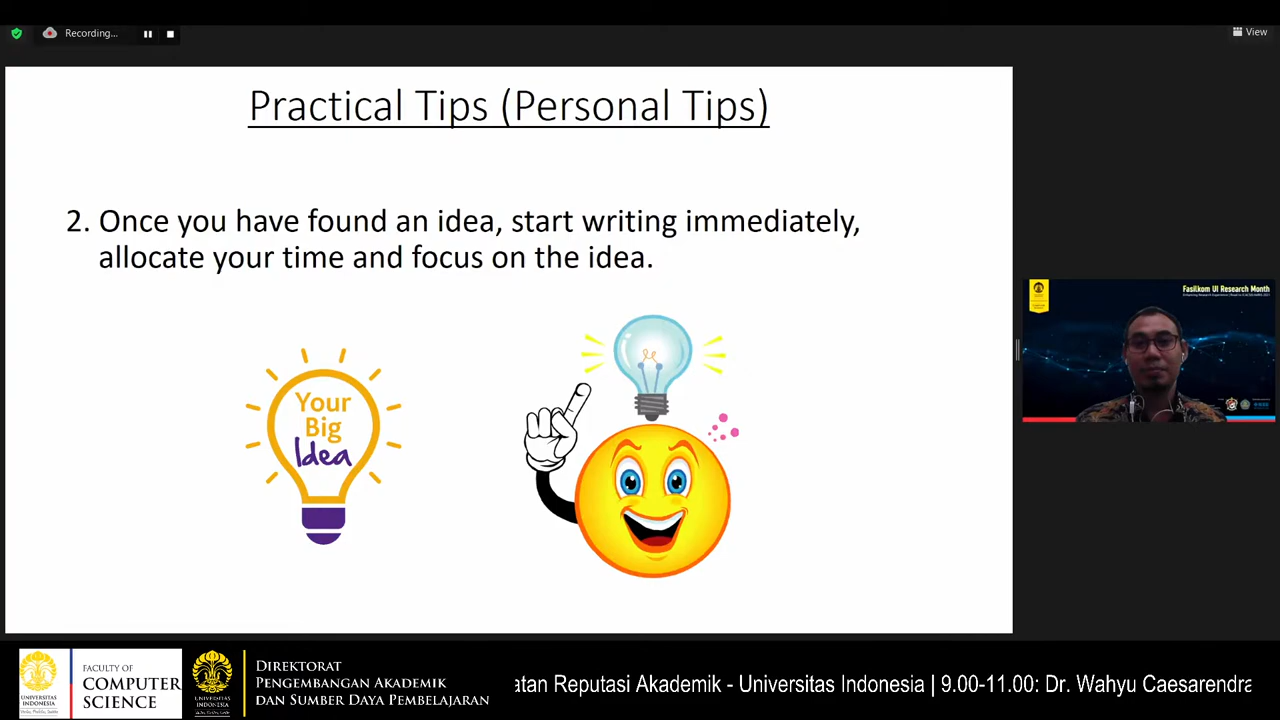 Recording...
View
Practical Tips (Personal Tips)
2. Once you have found an idea, start writing immediately,
allocate your time and focus on the idea.
Your
Big
Idea
Fasilkom UI Research Month
UNIVERSITAS
INDONESIA
FACULTY OF
COMPUTER
SCIENCE
UNIVERSITAS
INDONESIA
DIREKTORAT
PENGEMBANGAN AKADEMIK
DAN SUMBER DAYA PEMBELAJARAN
atan Reputasi Akademik - Universitas Indonesia | 9.00-11.00: Dr. Wahyu Caesarendra